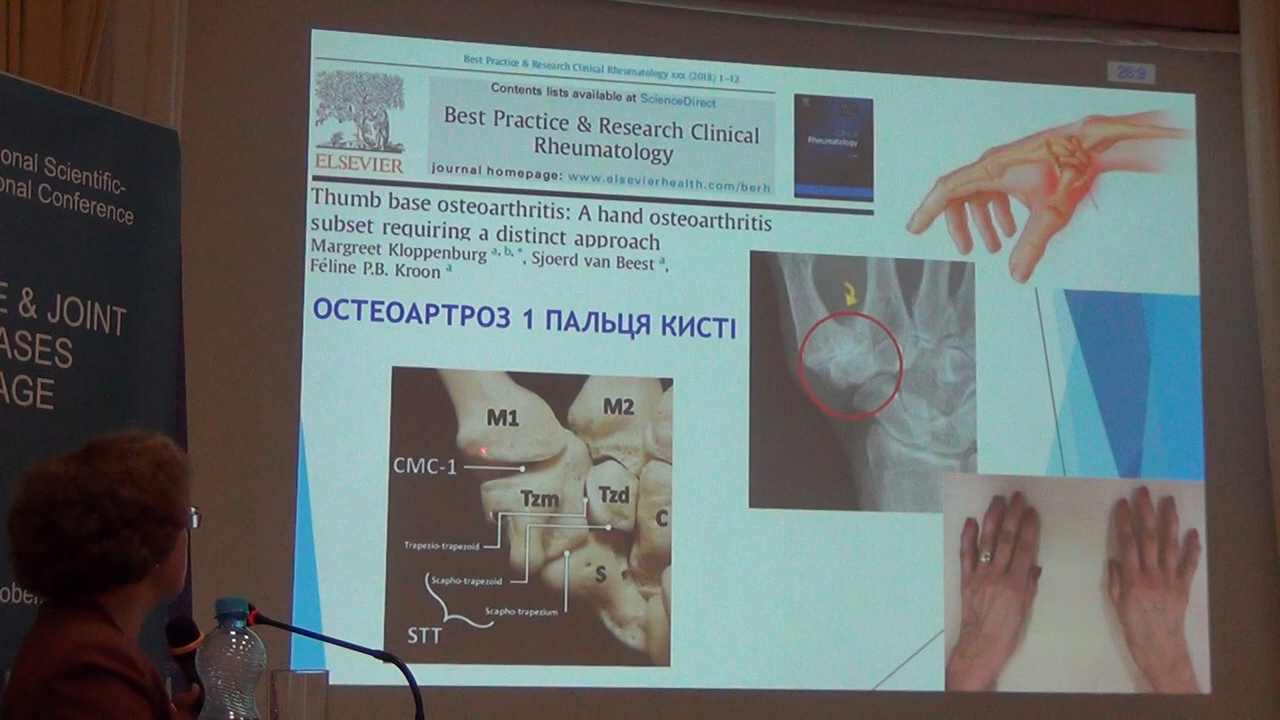 onal Scientific-
onal Conference
E & JOINT
ASES
AGE
Best Practice & Research Clinical Rheumatology xxx (2018) 1–12
26:9
ELSEVIER
Contents lists available at ScienceDirect
Best Practice & Research Clinical
Rheumatology
journal homepage: www.elsevierhealth.com/berh
Rheumatology
Thumb base osteoarthritis: A hand osteoarthritis
subset requiring a distinct approach
Margreet Kloppenburg a, b, *, Sjoerd van Beest a,
Féline P.B. Kroon a
ОСТЕОАРТРОЗ 1 ПАЛЬЦЯ КИСТІ
M1
M2
CMC-1
Tzm
Tzd
C
Trapezio-trapezoid
Scapho-trapezoid
S
Scapho-trapezium
STT